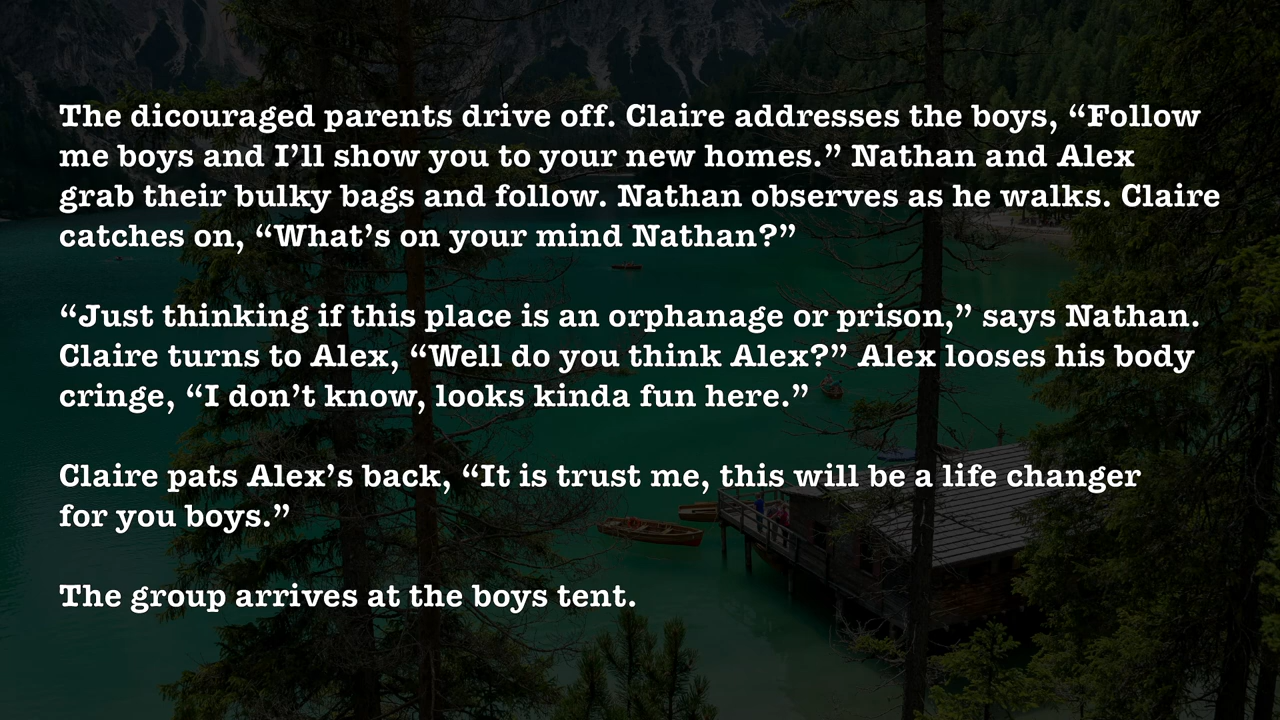 The dicouraged parents drive off. Claire addresses the boys, “Follow
me boys and I’ll show you to your new homes.” Nathan and Alex
grab their bulky bags and follow. Nathan observes as he walks. Claire
catches on, “What’s on your mind Nathan?”
“Just thinking if this place is an orphanage or prison,” says Nathan.
Claire turns to Alex, “Well do you think Alex?” Alex looses his body
cringe, “I don’t know, looks kinda fun here.”
Claire pats Alex’s back, “It is trust me, this will be a life changer
for you boys.”
The group arrives at the boys tent.